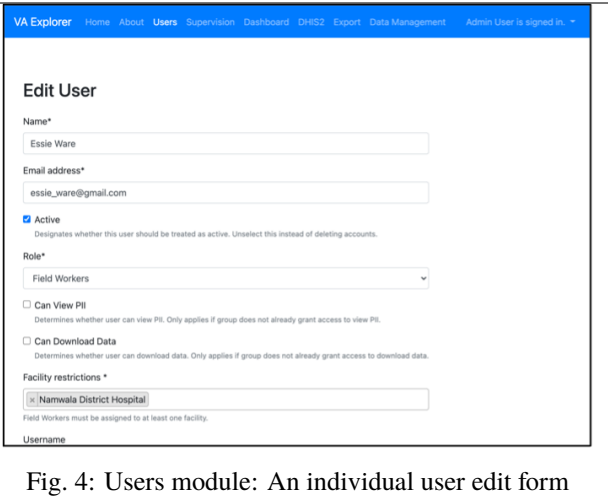 VA Explorer Home About Users Supervision Dashboard DHIS2 Export Data Management Admin User is signed in.
Edit User
Name*
Essie Ware
Email address*
essie_ware@gmail.com
Active
Designates whether this user should be treated as active. Unselect this instead of deleting accounts.
Role*
Field Workers
Can View PII
Determines whether user can view PII. Only applies if group does not already grant access to view PII.
Can Download Data
Determines whether user can download data. Only applies if group does not already grant access to download data.
Facility restrictions *
× Namwala District Hospital
Field Workers must be assigned to at least one facility.
Username
Fig. 4: Users module: An individual user edit form